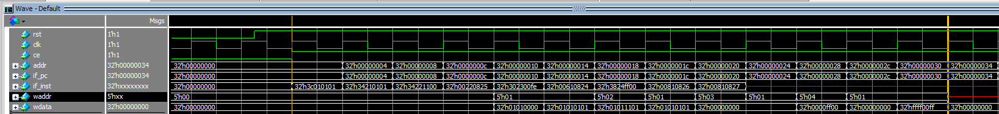 Wave - Default
Msgs
rst 1'h1
clk 1'h1
ce 1'h1
addr 32'h00000034 32'h00000000 32'h00000004 32'h00000008 32'h0000000c 32'h00000010 32'h00000014 32'h00000018 32'h0000001c 32'h00000020 32'h00000024 32'h00000028 32'h0000002c 32'h00000030 32'h00000034
if_pc 32'h00000034 32'h00000000 32'h00000004 32'h00000008 32'h0000000c 32'h00000010 32'h00000014 32'h00000018 32'h0000001c 32'h00000020 32'h00000024 32'h00000028 32'h0000002c 32'h00000030 32'h00000034
if_inst 32'hxxxxxxxx 32'h00000000 32'h3c010101 32'h34210101 32'h34221100 32'h00220825 32'h302300fe 32'h00610824 32'h3824ff00 32'h00810826 32'h00810827
waddr 5'hxx 5'h00 5'h01 5'h02 5'h01 5'h03 5'h01 5'h04 5'h01
wdata 32'h00000000 32'h00000000 32'h01010000 32'h01010101 32'h01011101 32'h01010101 32'h00000000 32'h0000ff00 32'h00000000 32'hffff00ff 32'h00000000